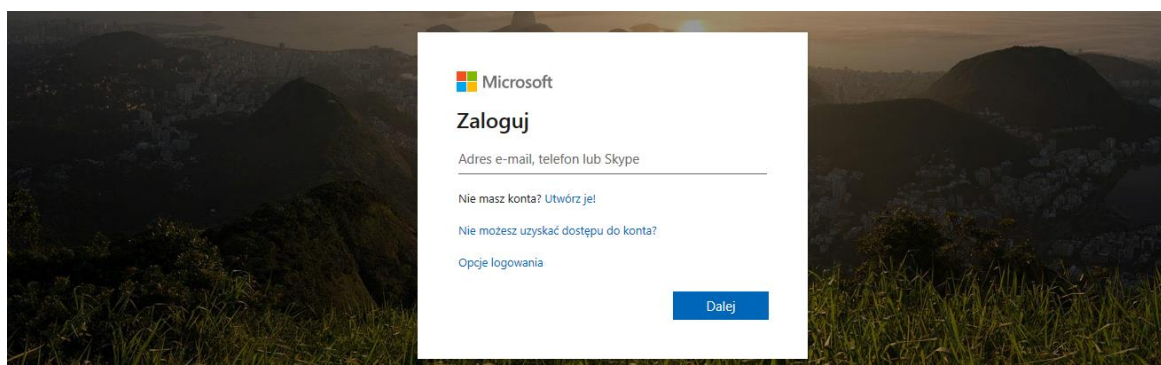 Microsoft
Zaloguj
Adres e-mail, telefon lub Skype
Nie masz konta? Utwórz je!
Nie możesz uzyskać dostępu do konta?
Opcje logowania
Dalej